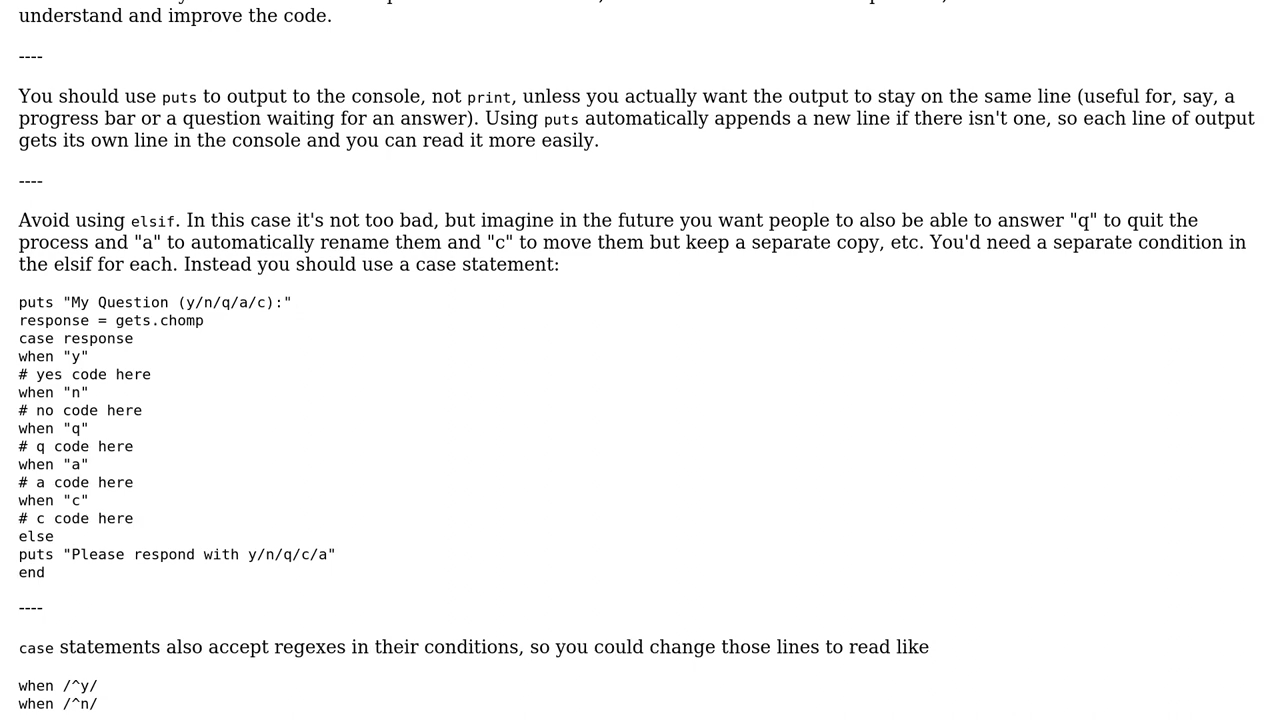 understand and improve the code.
----
You should use puts to output to the console, not print, unless you actually want the output to stay on the same line (useful for, say, a
progress bar or a question waiting for an answer). Using puts automatically appends a new line if there isn't one, so each line of output
gets its own line in the console and you can read it more easily.
----
Avoid using elsif. In this case it's not too bad, but imagine in the future you want people to also be able to answer "q" to quit the
process and "a" to automatically rename them and "c" to move them but keep a separate copy, etc. You'd need a separate condition in
the elsif for each. Instead you should use a case statement:
puts "My Question (y/n/q/a/c):"
response = gets.chomp
case response
when "y"
# yes code here
when "n"
# no code here
when "q"
# q code here
when "a"
# a code here
when "c"
# c code here
else
puts "Please respond with y/n/q/c/a"
end
----
case statements also accept regexes in their conditions, so you could change those lines to read like
when /^y/
when /^n/